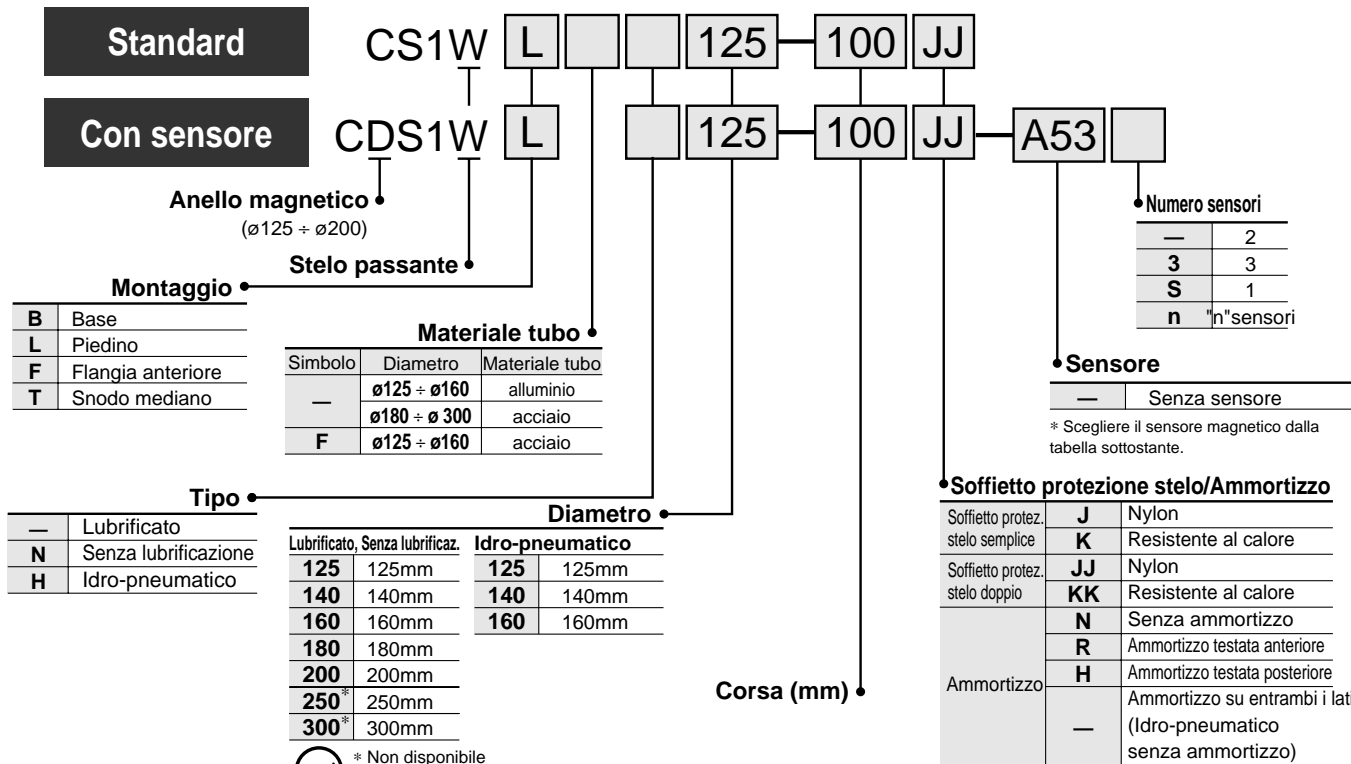 Standard
CS1W L 125 100 JJ
Con sensore
CDS1W L 125 100 JJ A53
Anello magnetico
(ø125 ÷ ø200)
Stelo passante
Montaggio
B Base
L Piedino
F Flangia anteriore
T Snodo mediano
Materiale tubo
Simbolo Diametro Materiale tubo
— ø125 ÷ ø160 alluminio
ø180 ÷ ø 300 acciaio
F ø125 ÷ ø160 acciaio
Numero sensori
— 2
3 3
S 1
n "n"sensori
Sensore
— Senza sensore
* Scegliere il sensore magnetico dalla
tabella sottostante.
Tipo
— Lubrificato
N Senza lubrificazione
H Idro-pneumatico
Diametro
Lubrificato, Senza lubrificaz.
125 125mm
140 140mm
160 160mm
180 180mm
200 200mm
250* 250mm
300* 300mm
* Non disponibile
Idro-pneumatico
125 125mm
140 140mm
160 160mm
Corsa (mm)
Soffietto protezione stelo/Ammortizzo
Soffietto protez.
stelo semplice
J Nylon
K Resistente al calore
Soffietto protez.
stelo doppio
JJ Nylon
KK Resistente al calore
Ammortizzo
N Senza ammortizzo
R Ammortizzo testata anteriore
H Ammortizzo testata posteriore
— Ammortizzo su entrambi i lati
(Idro-pneumatico
senza ammortizzo)